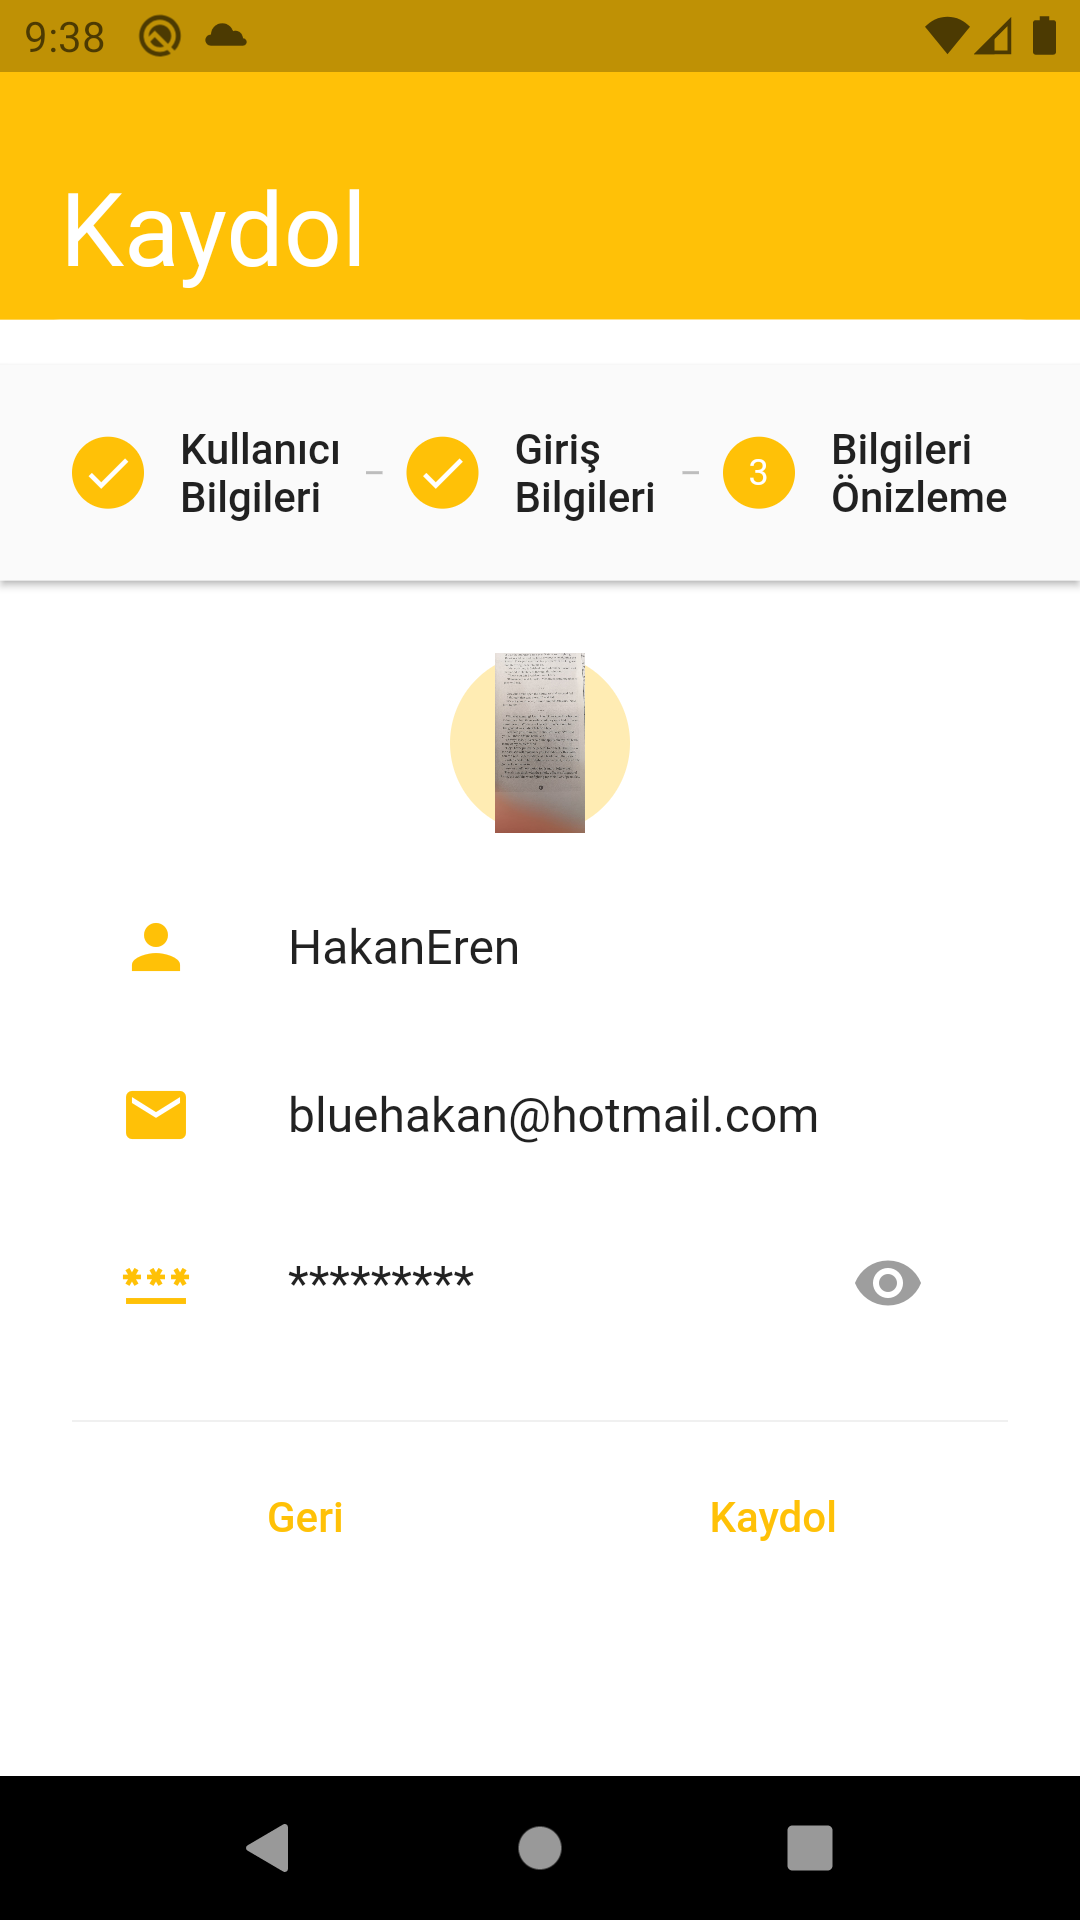 9:38
Kaydol
Kullanıcı
Bilgileri
Giriş
Bilgileri
3
Bilgileri
Önizleme
HakanEren
bluehakan@hotmail.com
*********
Geri
Kaydol